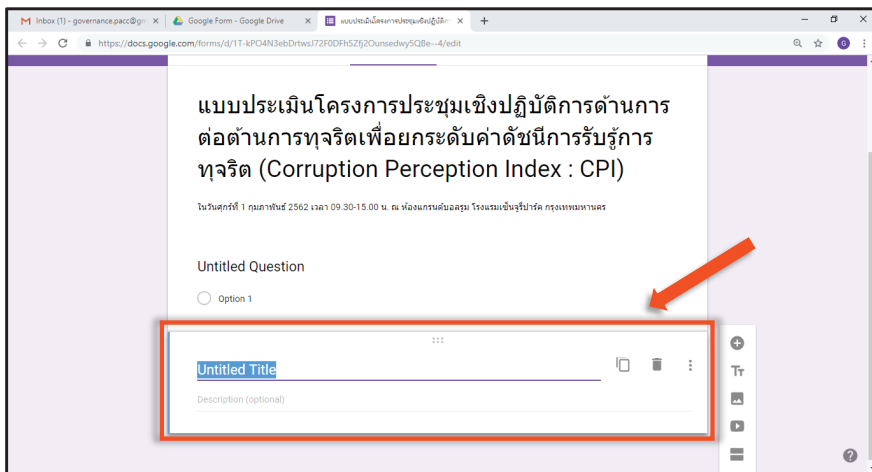 Inbox (1) - governance.pacc@gm
Google Form - Google Drive
แบบประเมินโครงการประชุมเชิงปฏิบัติ
https://docs.google.com/forms/d/1T-kPO4N3ebDrtwsJ72F0DFh5Zfj2Ounsedwy5QBe--4/edit
G
แบบประเมินโครงการประชุมเชิงปฏิบัติการด้านการ
ต่อต้านการทุจริตเพื่อยกระดับค่าดัชนีการรับรู้การ
ทุจริต (Corruption Perception Index : CPI)
ในวันศุกร์ที่ 1 กุมภาพันธ์ 2562 เวลา 09.30-15.00 น. ณ ห้องแกรนด์บอลรูม โรงแรมเซ็นจูรี่ปาร์ค กรุงเทพมหานคร
Untitled Question
Option 1
Untitled Title
Description (optional)
Tт